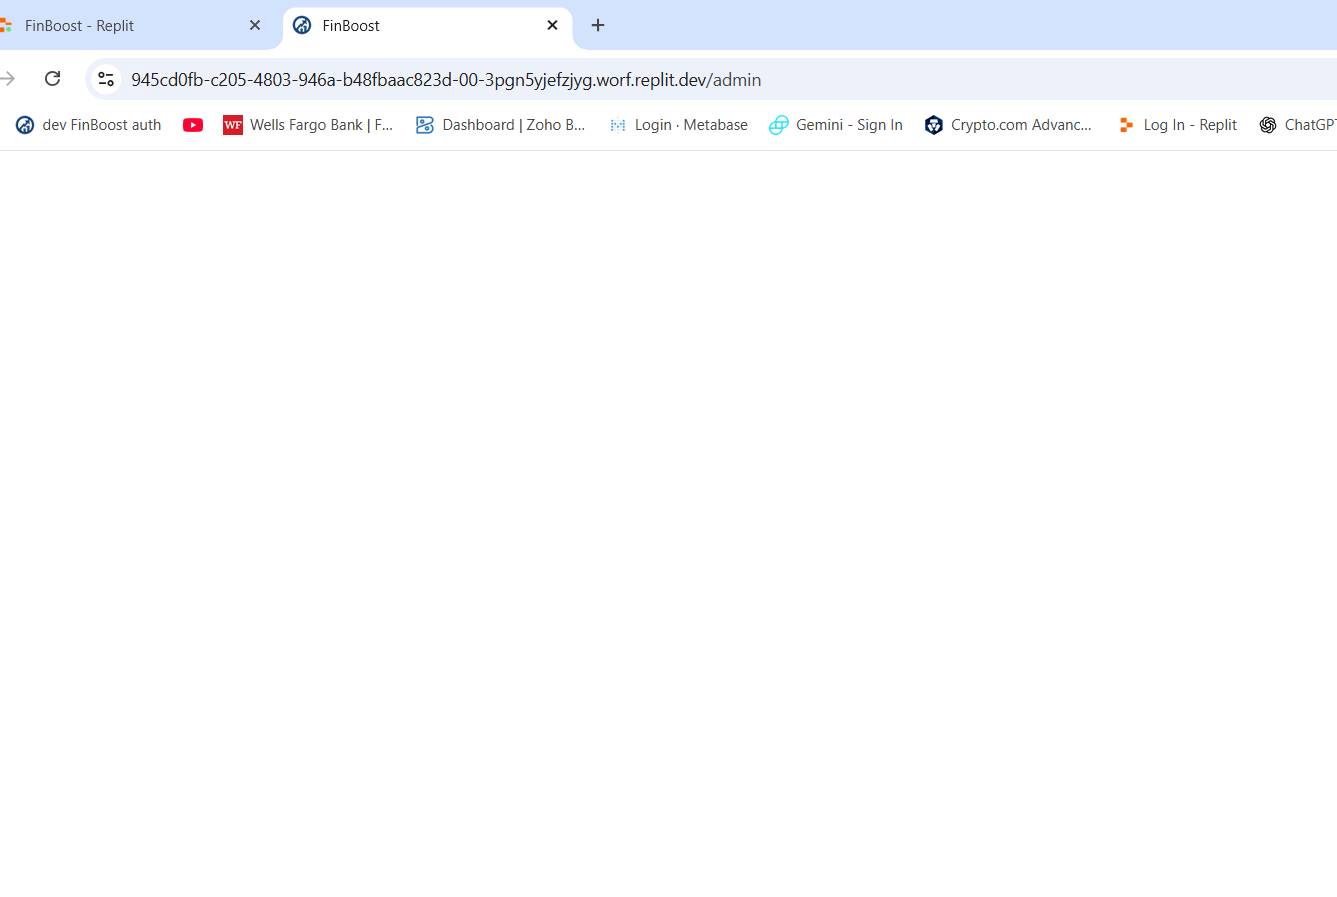 FinBoost - Replit
FinBoost
945cd0fb-c205-4803-946a-b48fbaac823d-00-3pgn5yjefzjyg.worf.replit.dev/admin
dev FinBoost auth WF Wells Fargo Bank | F... Dashboard | Zoho B... Login · Metabase Gemini - Sign In Crypto.com Advanc... Log In - Replit ChatGPT